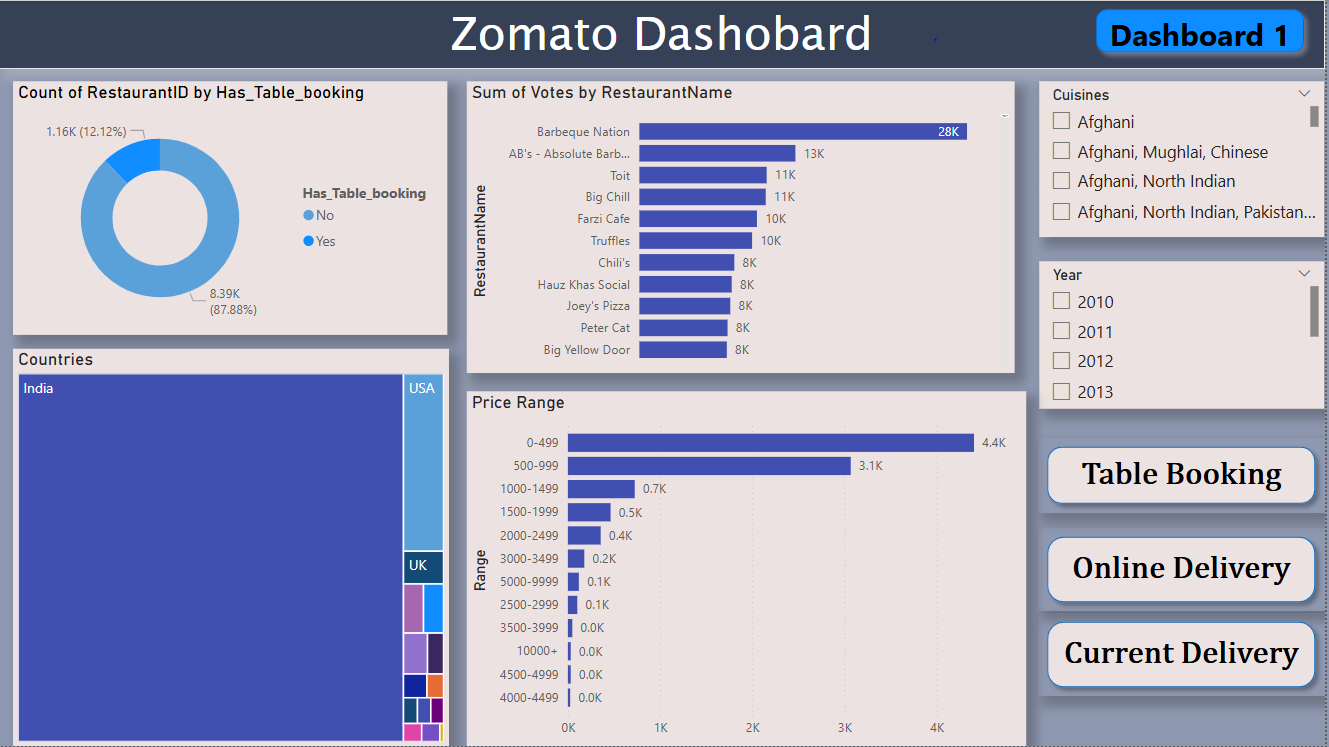 Zomato Dashobard
Dashboard 1
Count of RestaurantID by Has_Table_booking
1.16K (12.12%)
8.39K
(87.88%)
Has_Table_booking
No
Yes
Countries
India
USA
UK
Sum of Votes by RestaurantName
RestaurantName
Barbeque Nation 28K
AB's - Absolute Barb... 13K
Toit 11K
Big Chill 11K
Farzi Cafe 10K
Truffles 10K
Chili's 8K
Hauz Khas Social 8K
Joey's Pizza 8K
Peter Cat 8K
Big Yellow Door 8K
Price Range
Range
0-499 4.4K
500-999 3.1K
1000-1499 0.7K
1500-1999 0.5K
2000-2499 0.4K
3000-3499 0.2K
5000-9999 0.1K
2500-2999 0.1K
3500-3999 0.0K
10000+ 0.0K
4500-4999 0.0K
4000-4499 0.0K
0K 1K 2K 3K 4K
Cuisines
Afghani
Afghani, Mughlai, Chinese
Afghani, North Indian
Afghani, North Indian, Pakistan...
Year
2010
2011
2012
2013
Table Booking
Online Delivery
Current Delivery